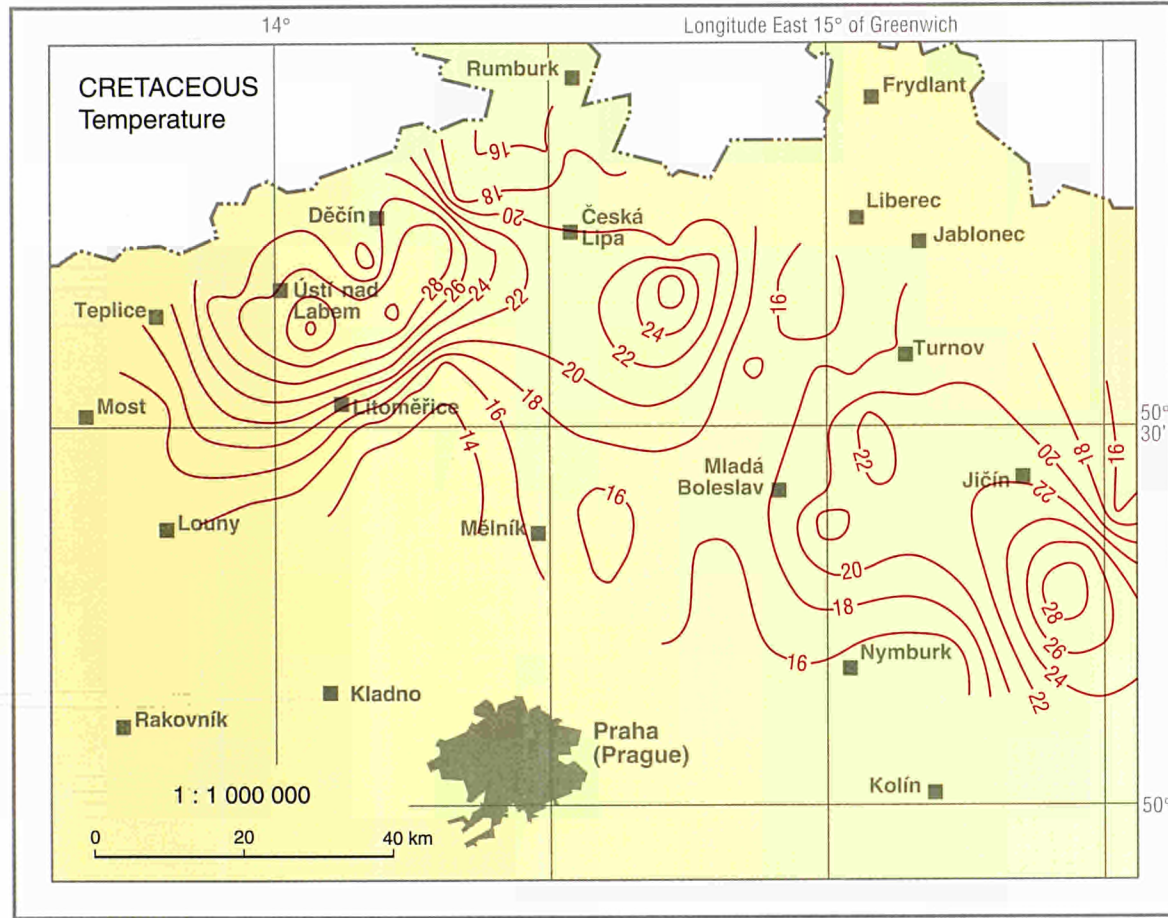 14°
Longitude East 15° of Greenwich
CRETACEOUS
Temperature
Rumburk
Frydlant
16
18
20
Děčín
Česká
Lípa
Liberec
Jablonec
Ústí nad
Labem
Teplice
28
26
24
22
24
22
20
18
16
Turnov
Most
Litoměřice
16
14
50°
30'
22
20
18
16
22
Mladá
Boleslav
Jičín
16
Louny
Mělník
20
18
16
28
26
24
22
Nymburk
Kladno
Rakovník
Praha
(Prague)
1 : 1 000 000
Kolín
50°
0 20 40 km